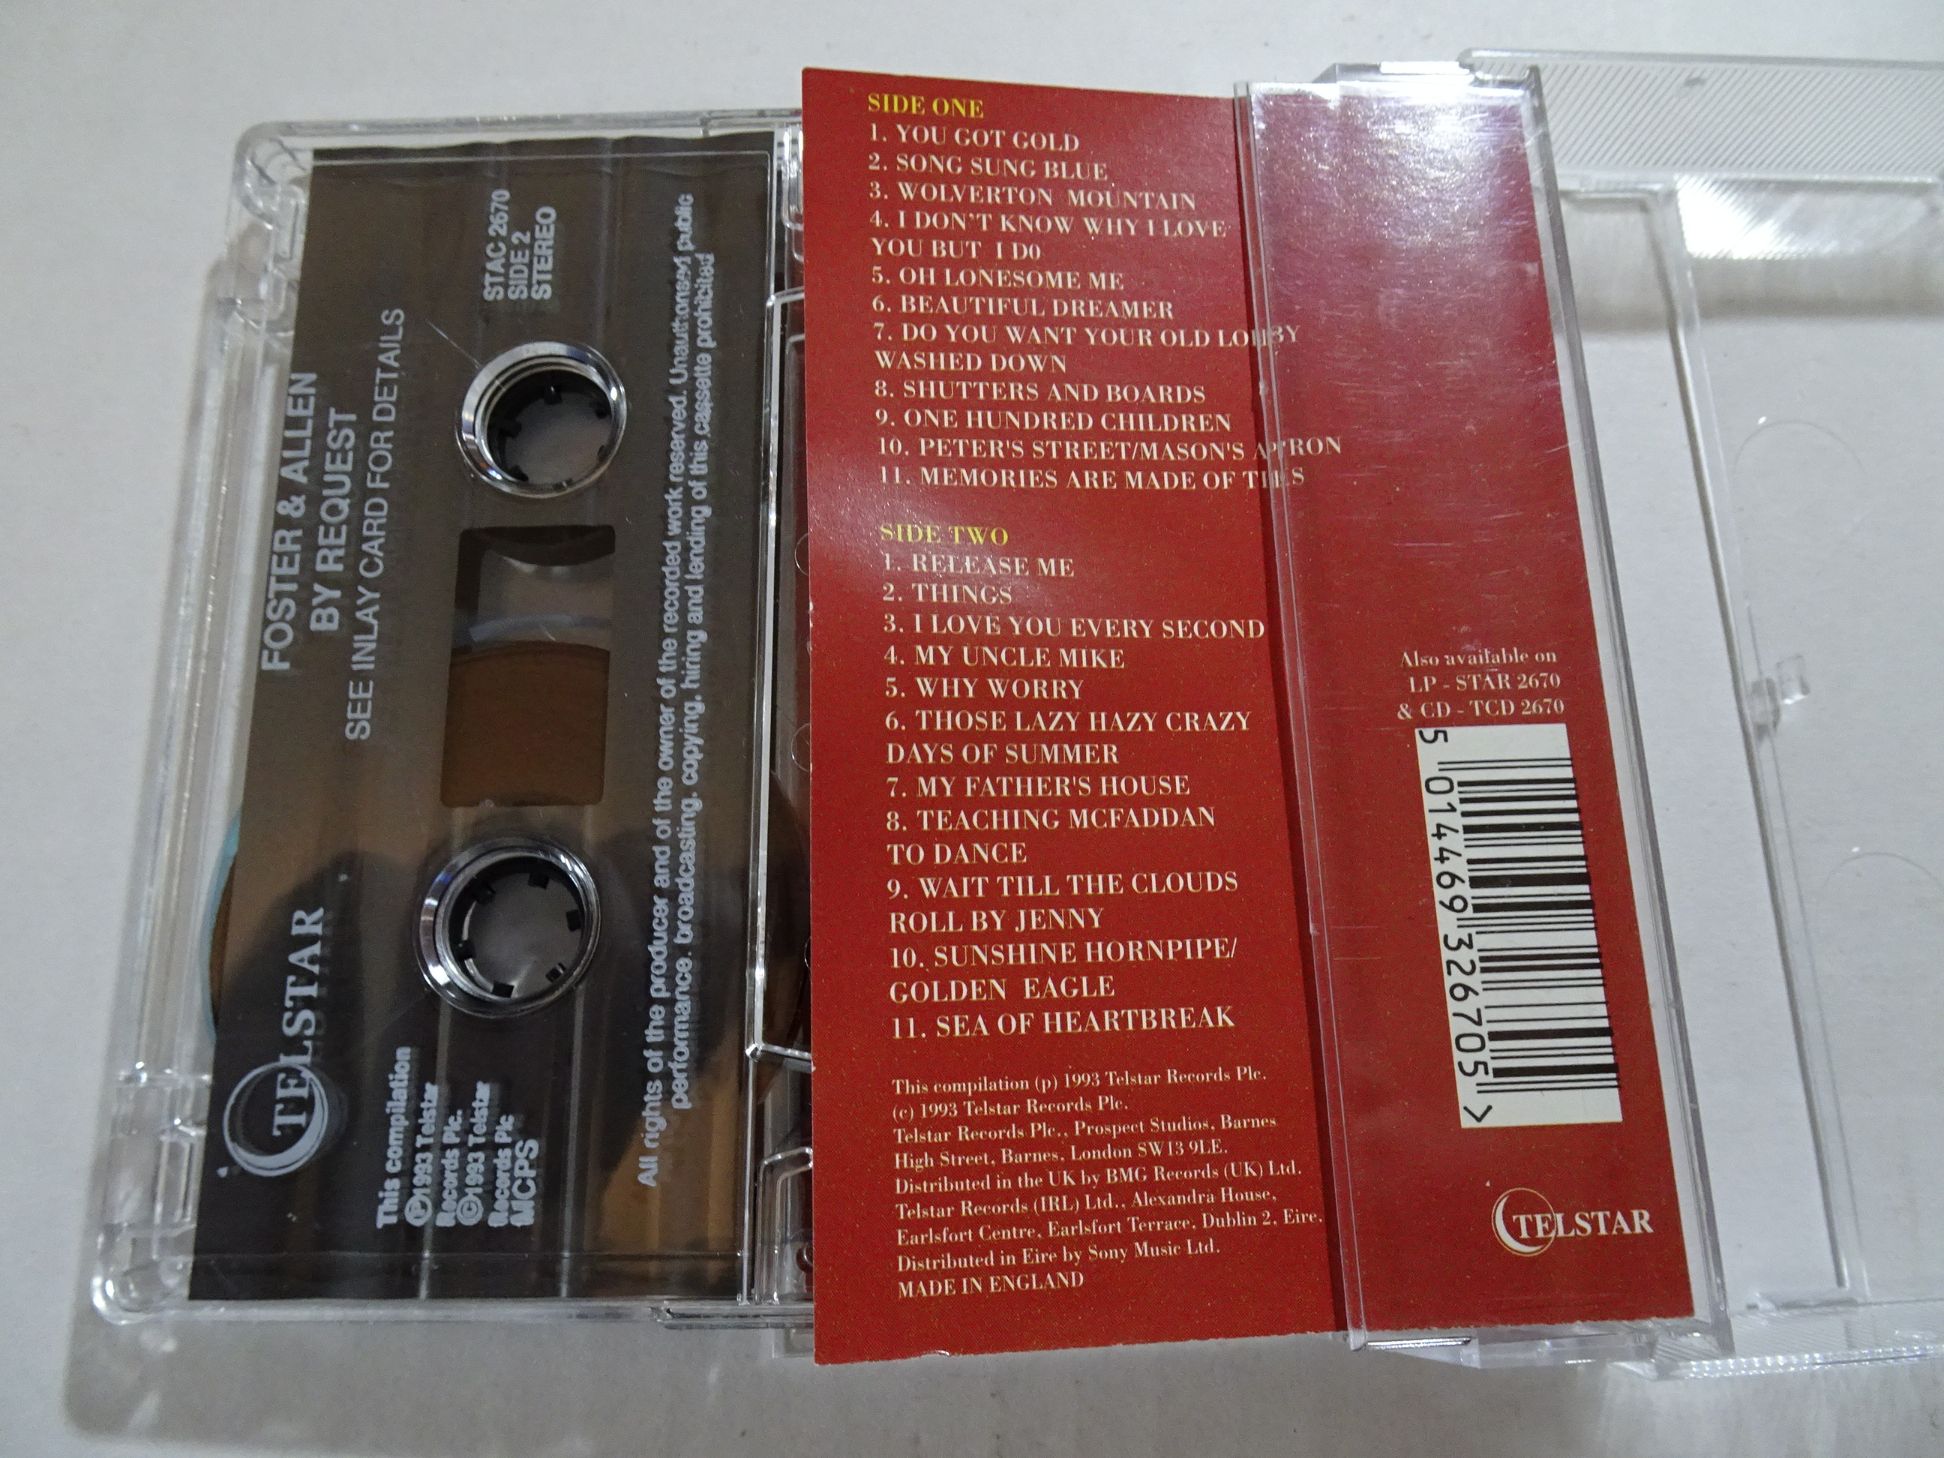 FOSTER & ALLEN
BY REQUEST
SEE INLAY CARD FOR DETAILS
STAC 2670
SIDE 2
STEREO
TELSTAR
This compilation
Ⓟ1993 Telstar
Records Plc.
©1993 Telstar
Records Plc
MCPS
All rights of the producer and of the owner of the recorded work reserved. Unauthorised public
performance, broadcasting, copying, hiring and lending of this cassette prohibited
SIDE ONE
1. YOU GOT GOLD
2. SONG SUNG BLUE
3. WOLVERTON MOUNTAIN
4. I DON'T KNOW WHY I LOVE
YOU BUT I DO
5. OH LONESOME ME
6. BEAUTIFUL DREAMER
7. DO YOU WANT YOUR OLD LOBBY
WASHED DOWN
8. SHUTTERS AND BOARDS
9. ONE HUNDRED CHILDREN
10. PETER'S STREET/MASON'S APRON
11. MEMORIES ARE MADE OF THIS
SIDE TWO
1. RELEASE ME
2. THINGS
3. I LOVE YOU EVERY SECOND
4. MY UNCLE MIKE
5. WHY WORRY
6. THOSE LAZY HAZY CRAZY
DAYS OF SUMMER
7. MY FATHER'S HOUSE
8. TEACHING MCFADDAN
TO DANCE
9. WAIT TILL THE CLOUDS
ROLL BY JENNY
10. SUNSHINE HORNPIPE/
GOLDEN EAGLE
11. SEA OF HEARTBREAK
This compilation (p) 1993 Telstar Records Plc.
(c) 1993 Telstar Records Plc.
Telstar Records Plc., Prospect Studios, Barnes
High Street, Barnes, London SW13 9LE.
Distributed in the UK by BMG Records (UK) Ltd.
Telstar Records (IRL) Ltd., Alexandra House,
Earlsfort Centre, Earlsfort Terrace, Dublin 2, Eire.
Distributed in Eire by Sony Music Ltd.
MADE IN ENGLAND
Also available on
LP - STAR 2670
& CD - TCD 2670
5 014469 326705 >
TELSTAR